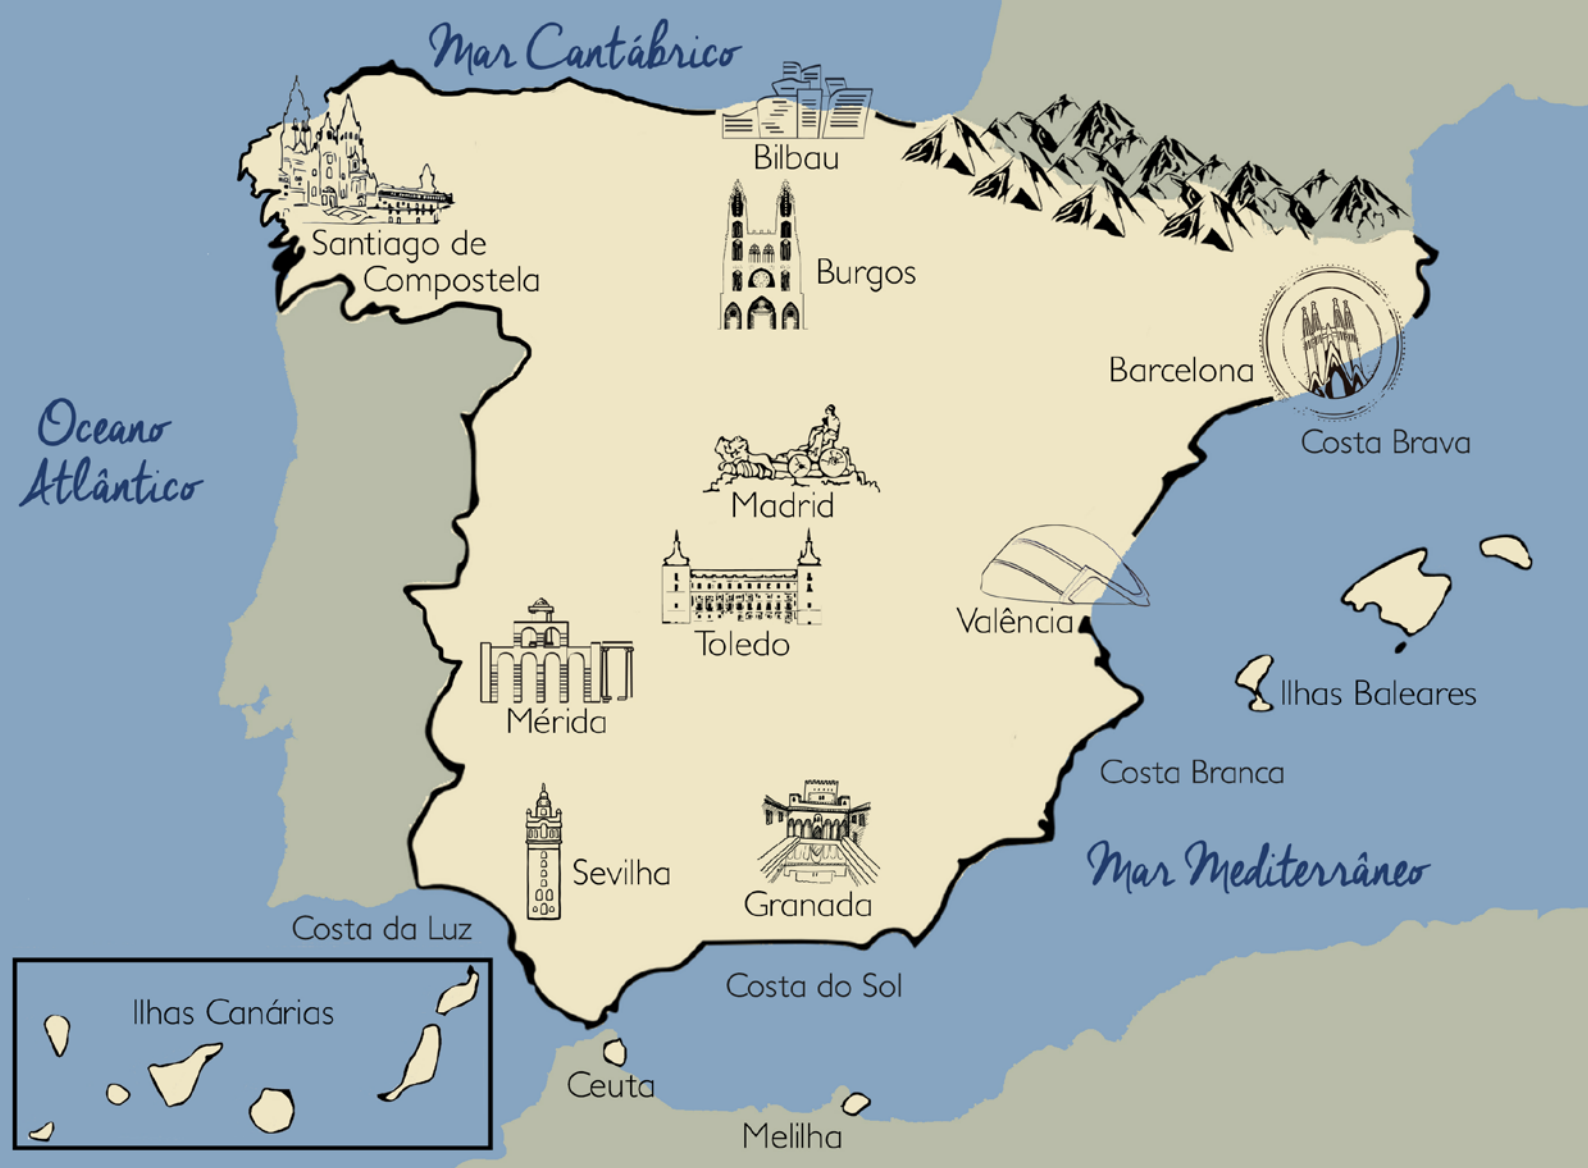 Mar Cantábrico
Bilbau
Santiago de
Compostela
Burgos
Barcelona
Oceano
Atlântico
Costa Brava
Madrid
Valência
Toledo
Ilhas Baleares
Mérida
Costa Branca
Mar Mediterrâneo
Sevilha
Granada
Costa da Luz
Costa do Sol
Ilhas Canárias
Ceuta
Melilha